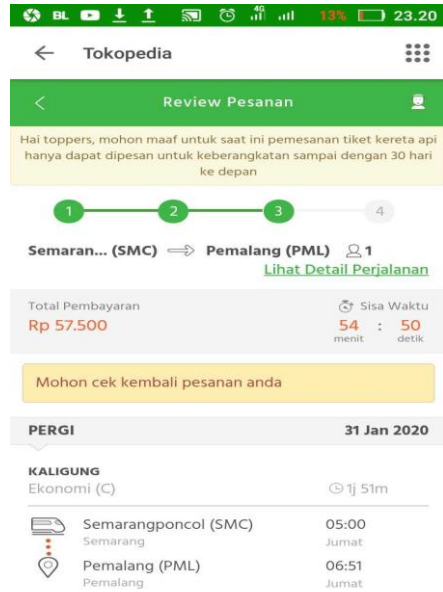 BL 4G 13% 23.20
Tokopedia
Review Pesanan
Hai toppers, mohon maaf untuk saat ini pemesanan tiket kereta api
hanya dapat dipesan untuk keberangkatan sampai dengan 30 hari
ke depan
1 2 3 4
Semaran... (SMC) Pemalang (PML) 1
Lihat Detail Perjalanan
Total Pembayaran Sisa Waktu
Rp 57.500 54 : 50
menit detik
Mohon cek kembali pesanan anda
PERGI 31 Jan 2020
KALIGUNG
Ekonomi (C) 1j 51m
Semarangponcol (SMC) 05:00
Semarang Jumat
Pemalang (PML) 06:51
Pemalang Jumat